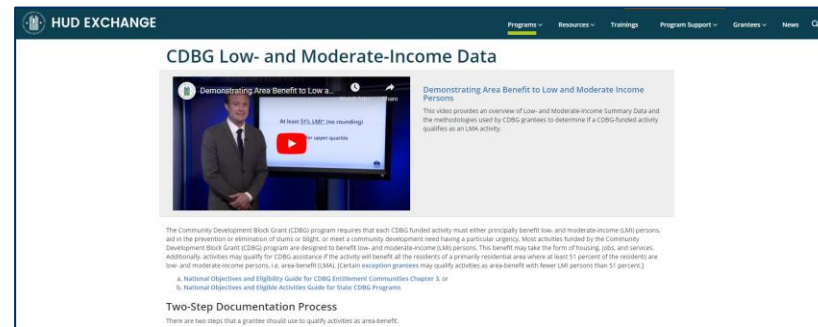 HUD EXCHANGE
Programs Resources Trainings Program Support Grantees News
CDBG Low- and Moderate-Income Data
Demonstrating Area Benefit to Low a...
Share
At least 51% LMI* (no rounding)
upper quartile
Demonstrating Area Benefit to Low and Moderate Income
Persons
This video provides an overview of Low- and Moderate-Income Summary Data and
the methodologies used by CDBG grantees to determine if a CDBG-funded activity
qualifies as an LMA activity.
The Community Development Block Grant (CDBG) program requires that each CDBG funded activity must either principally benefit low- and moderate-income (LMI) persons,
aid in the prevention or elimination of slums or blight, or meet a community development need having a particular urgency. Most activities funded by the Community
Development Block Grant (CDBG) program are designed to benefit low- and moderate-income (LMI) persons. This benefit may take the form of housing, jobs, and services.
Additionally, activities may qualify for CDBG assistance if the activity will benefit all the residents of a primarily residential area where at least 51 percent of the residents are
low- and moderate-income persons, i.e. area-benefit (LMA). [Certain exception grantees may qualify activities as area-benefit with fewer LMI persons than 51 percent.]
a. National Objectives and Eligibility Guide for CDBG Entitlement Communities Chapter 3, or
b. National Objectives and Eligible Activities Guide for State CDBG Programs
Two-Step Documentation Process
There are two steps that a grantee should use to qualify activities as area-benefit.